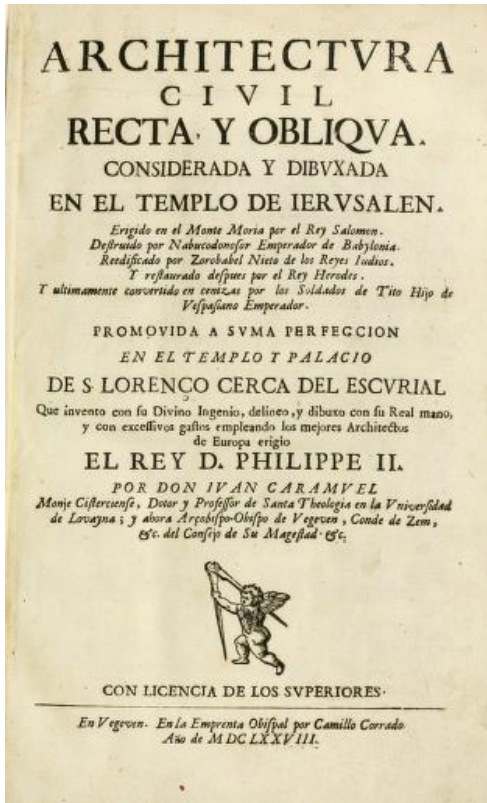 ARCHITECTVRA
CIVIL
RECTA, Y OBLIQVA.
CONSIDERADA Y DIBVXADA
EN EL TEMPLO DE IERVSALEN.
Erigido en el Monte Moria por el Rey Salomon.
Deſtruido por Nabucodonoſor Emperador de Babylonia.
Reedificado por Zorobabel Nieto de los Reyes Iudios.
Y reſtaurado deſpues por el Rey Herodes.
Y ultimamente convertido en cenizas por los Soldados de Tito Hijo de
Veſpaſiano Emperador.
PROMOVIDA A SVMA PERFECCION
EN EL TEMPLO Y PALACIO
DE S. LORENÇO CERCA DEL ESCVRIAL
Que invento con ſu Divino Ingenio, delineo, y dibuxo con ſu Real mano,
y con exceſſivos gaſtos empleando los mejores Architectos
de Europa erigio
EL REY D. PHILIPPE II.
POR DON IVAN CARAMVEL
Monje Ciſtercienſe, Dotor y Profeſſor de Santa Theologia en la Vniverſidad
de Lovayna; y abora Arçobiſpo-Obiſpo de Vegeven, Conde de Zem,
&c. del Conſejo de Su Mageſtad. &c.
CON LICENCIA DE LOS SVPERIORES.
En Vegeven. En la Emprenta Obiſpal por Camillo Corrado.
Año de MDCLXXVIII.